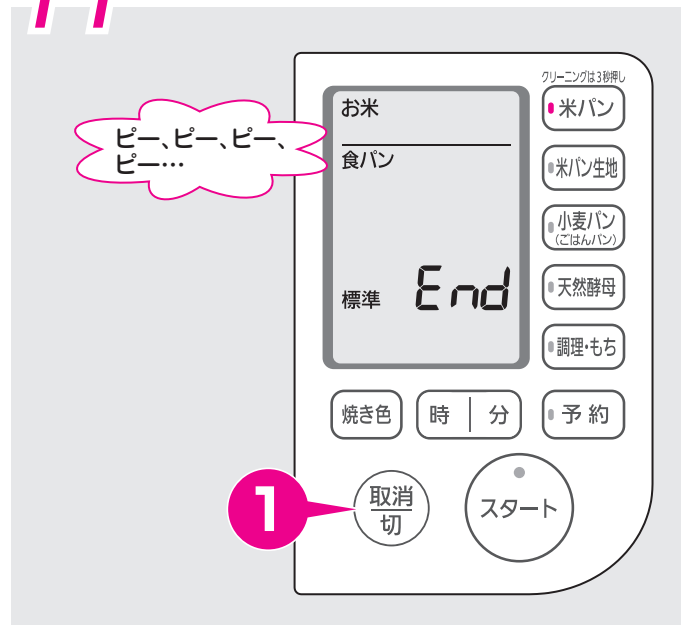 クリーニングは3秒押し
お米
米パン
ピー、ピー、ピー、
ピー…
食パン
米パン生地
小麦パン
(ごはんパン)
標準
End
天然酵母
調理・もち
焼き色
時
分
予約
1
取消
切
スタート